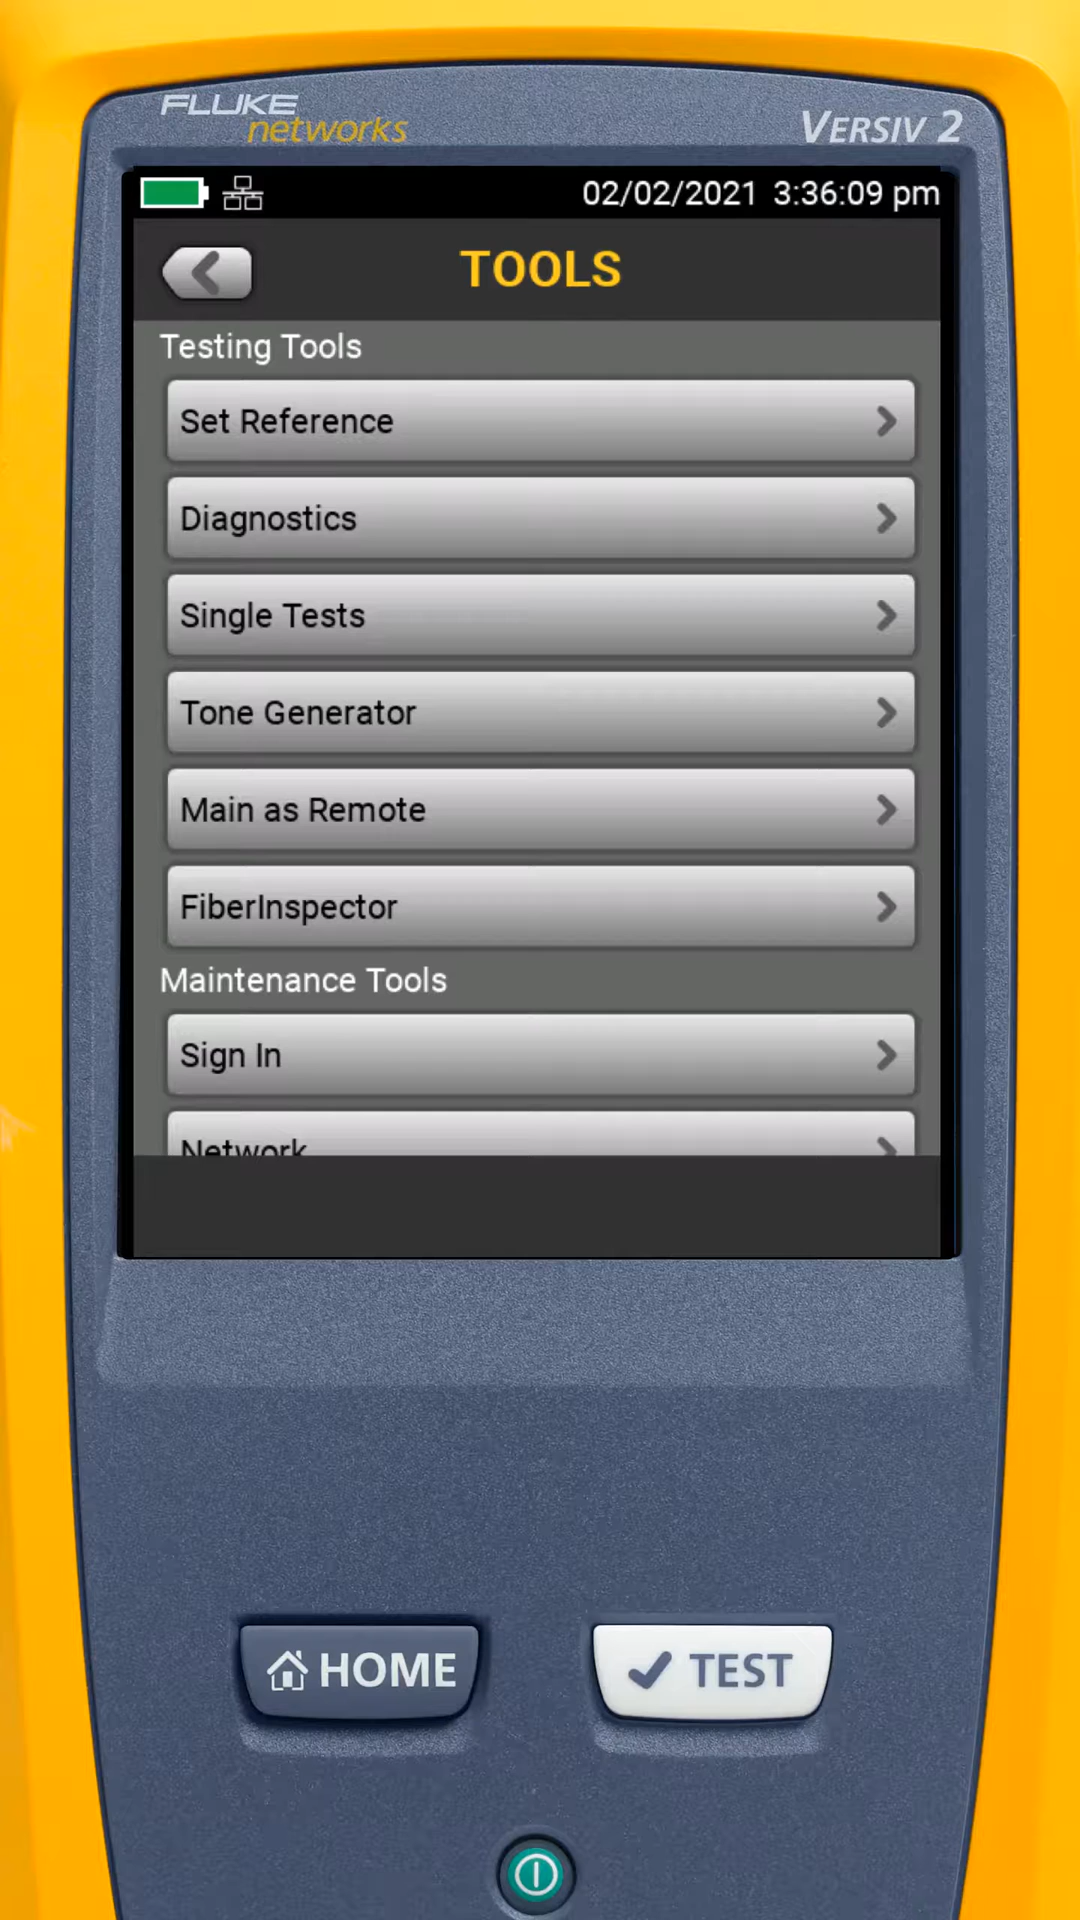 FLUKE
networks
VERSIV 2
02/02/2021 3:36:09 pm
TOOLS
Testing Tools
Set Reference
Diagnostics
Single Tests
Tone Generator
Main as Remote
FiberInspector
Maintenance Tools
Sign In
Network
HOME
TEST